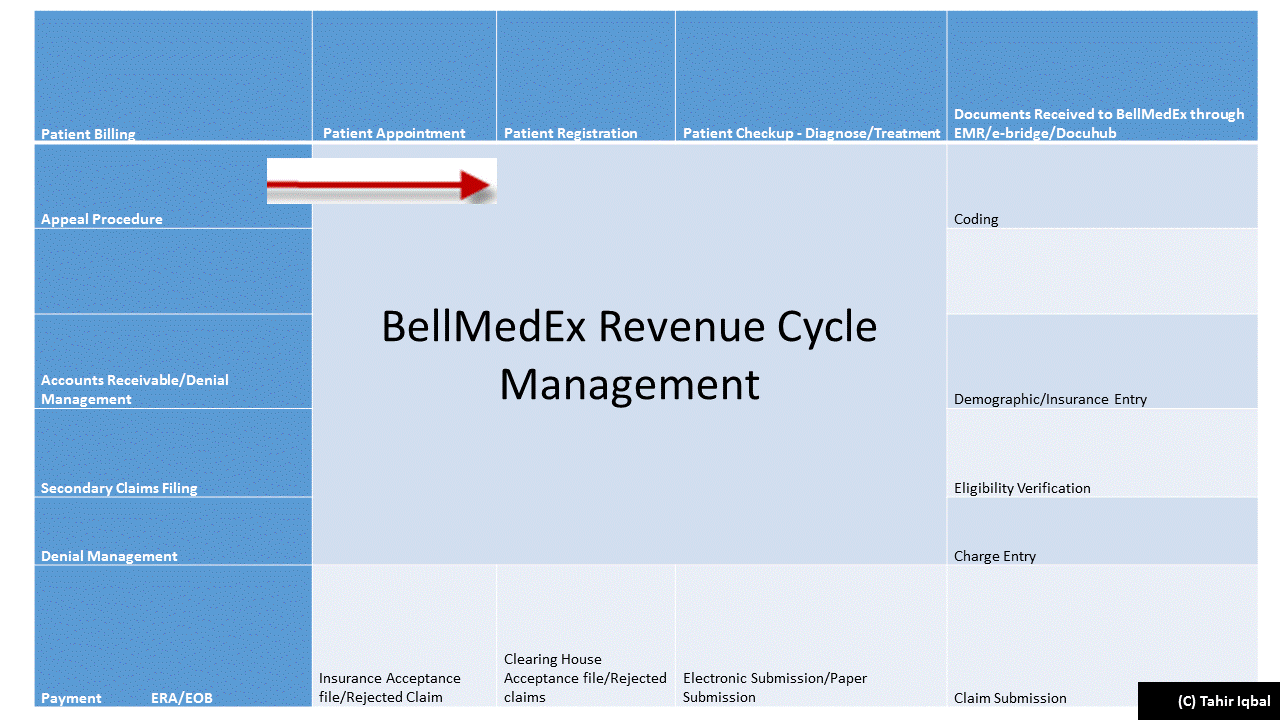 Patient Billing
Patient Appointment
Patient Registration
Patient Checkup - Diagnose/Treatment
Documents Received to BellMedEx through
EMR/e-bridge/Docuhub
Appeal Procedure
Coding
BellMedEx Revenue Cycle
Management
Accounts Receivable/Denial
Management
Demographic/Insurance Entry
Secondary Claims Filing
Eligibility Verification
Denial Management
Charge Entry
Payment ERA/EOB
Insurance Acceptance
file/Rejected Claim
Clearing House
Acceptance file/Rejected
claims
Electronic Submission/Paper
Submission
Claim Submission
(C) Tahir Iqbal